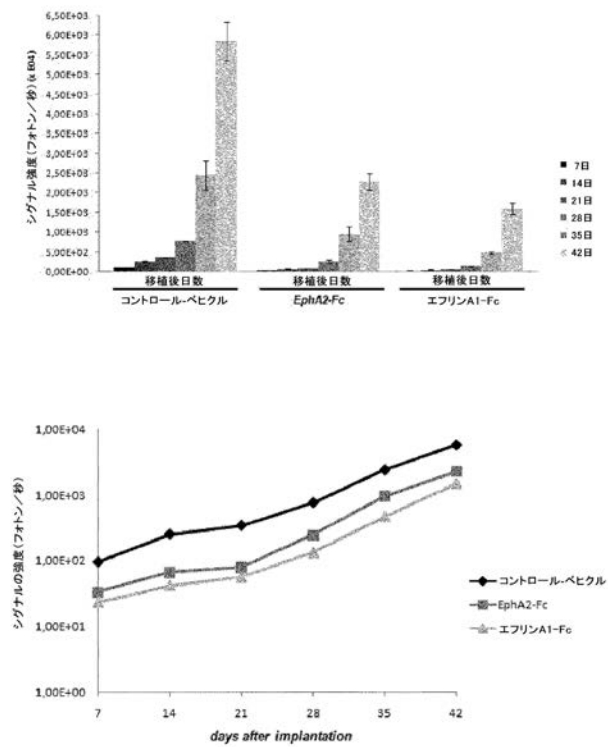 シグナル強度(フォトン/秒)(x E04)
6,50E+03
6,00E+03
5,50E+03
5,00E+03
4,50E+03
4,00E+03
3,50E+03
3,00E+03
2,50E+03
2,00E+03
1,50E+03
1,00E+03
5,00E+02
0,00E+00
移植後日数
コントロール-ベヒクル
移植後日数
EphA2-Fc
移植後日数
エフリンA1-Fc
7日
14日
21日
28日
35日
42日
シグナルの強度(フォトン/秒)
1,00E+04
1,00E+03
1,00E+02
1,00E+01
1,00E+00
7 14 21 28 35 42
days after implantation
コントロール-ベヒクル
EphA2-Fc
エフリンA1-Fc